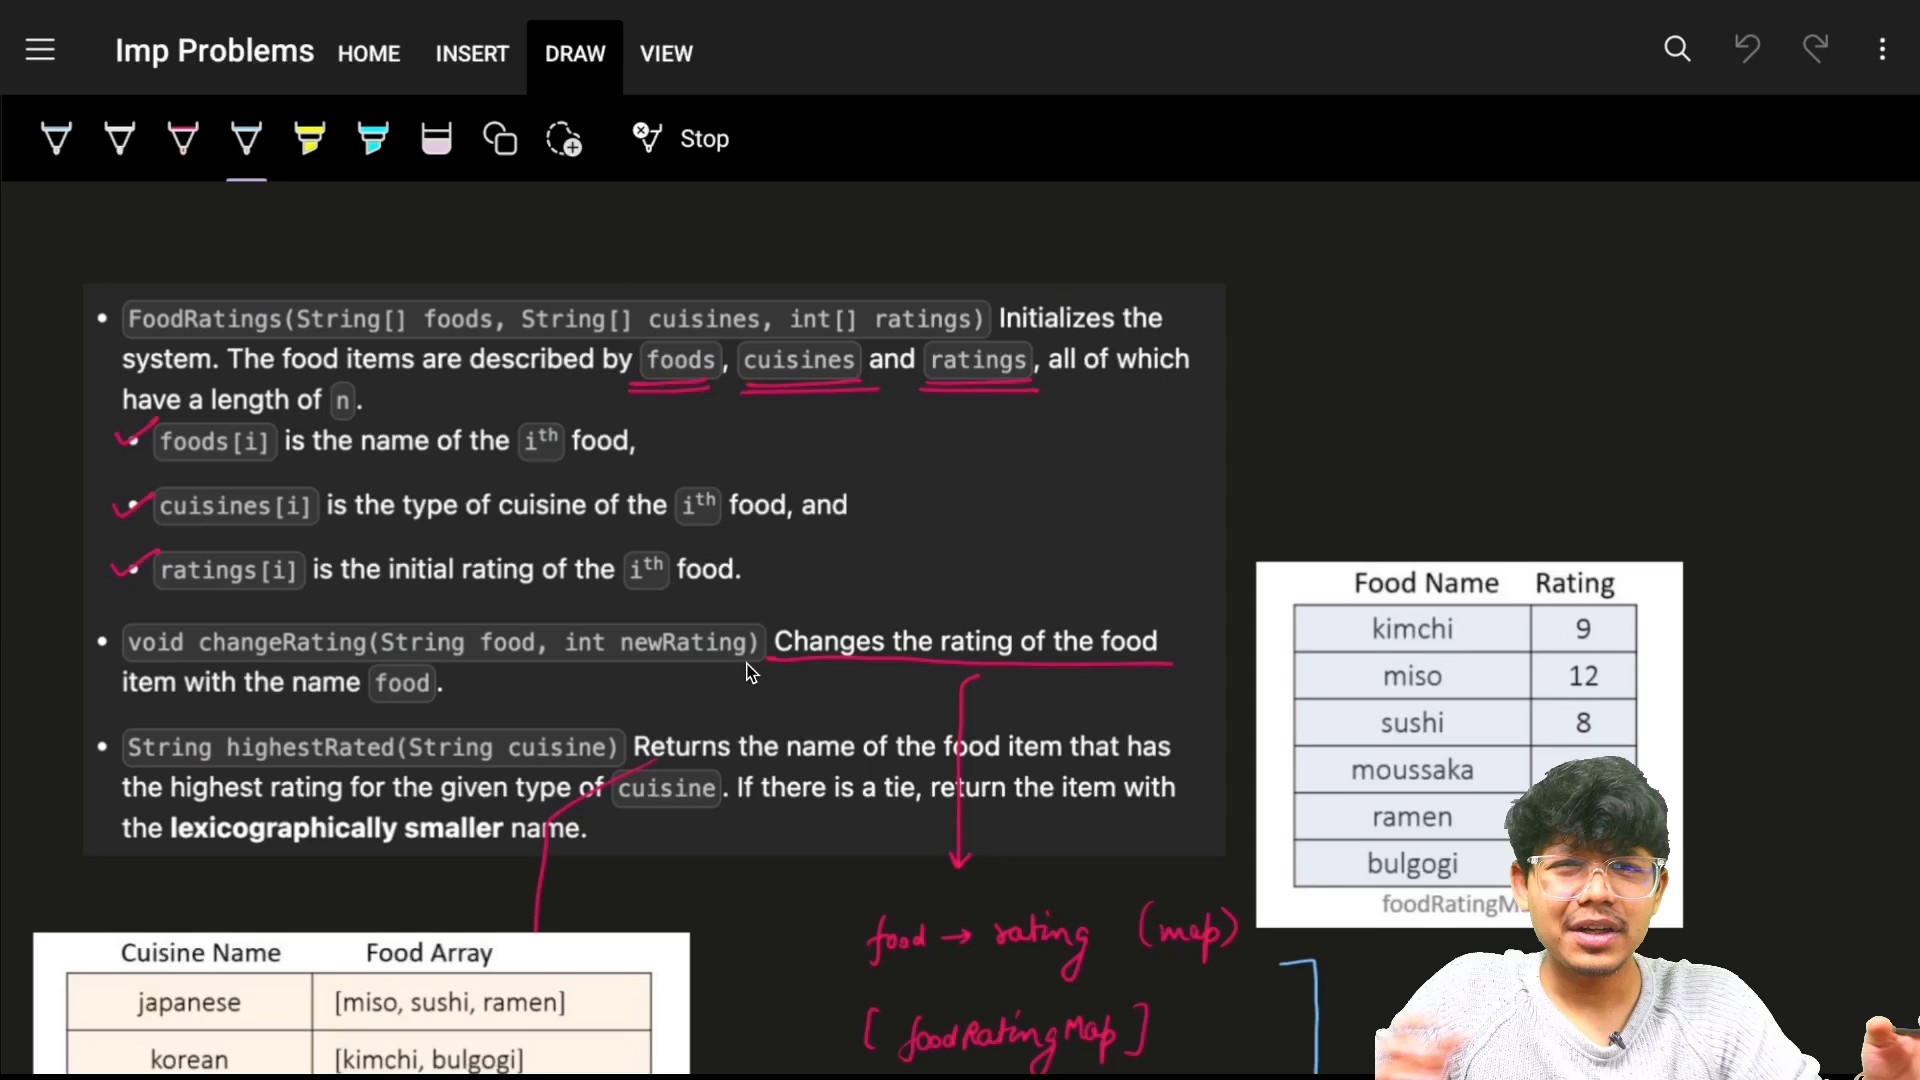 Imp Problems HOME INSERT DRAW VIEW
Stop
FoodRatings(String[] foods, String[] cuisines, int[] ratings) Initializes the
system. The food items are described by foods, cuisines and ratings, all of which
have a length of n.
foods[i] is the name of the ith food,
cuisines[i] is the type of cuisine of the ith food, and
ratings[i] is the initial rating of the ith food.
void changeRating(String food, int newRating) Changes the rating of the food
item with the name food.
String highestRated(String cuisine) Returns the name of the food item that has
the highest rating for the given type of cuisine. If there is a tie, return the item with
the lexicographically smaller name.
Food Name Rating
kimchi 9
miso 12
sushi 8
moussaka
ramen
bulgogi
food → rating (map)
[foodRatingMap]
Cuisine Name Food Array
japanese [miso, sushi, ramen]
korean [kimchi, bulgogi]